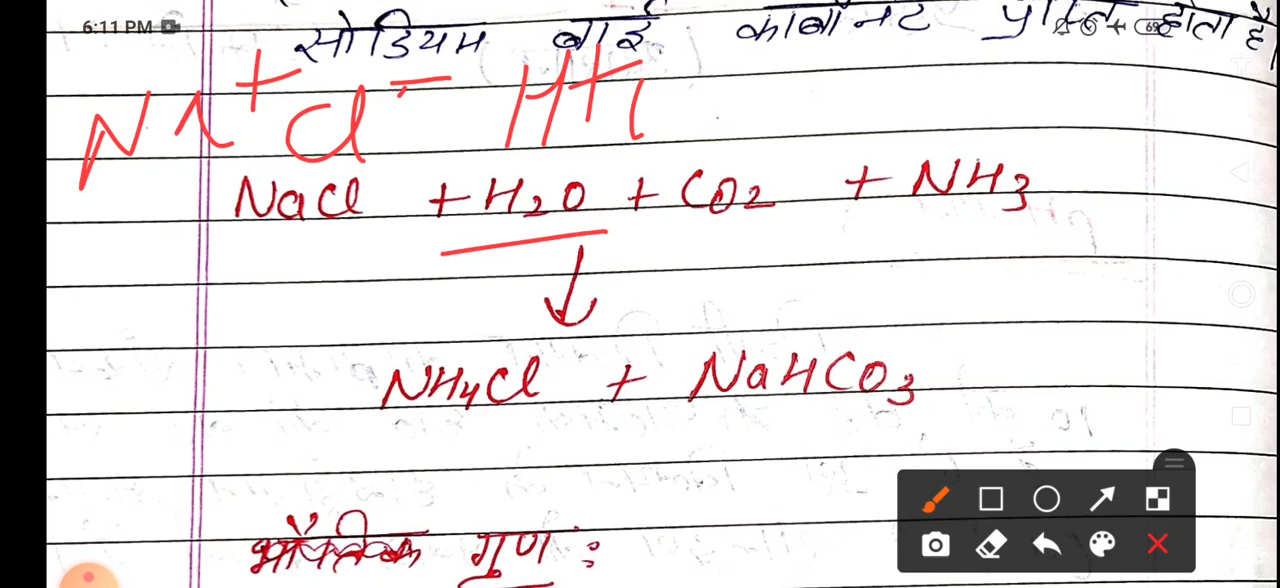 6:11 PM
सोडियम बाई कार्बोनेट प्राप्त होता है।
Na⁺ Cl⁻ H⁺
NaCl + H₂O + CO₂ + NH₃
↓
NH₄Cl + NaHCO₃
भौतिक गुण :